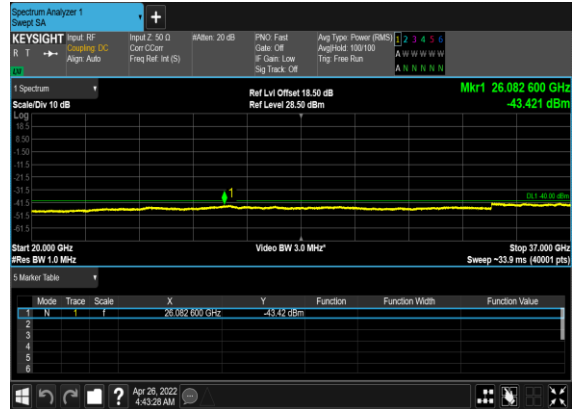 Spectrum Analyzer 1
Swept SA
+
KEYSIGHT Input: RF Input Z: 50 Ω #Atten: 20 dB PNO: Fast Avg Type: Power (RMS) 1 2 3 4 5 6
R T Coupling: DC Corr CCorr Gate: Off Avg|Hold: 100/100 A W W W W W
Align: Auto Freq Ref: Int (S) IF Gain: Low Trig: Free Run
Sig Track: Off A N N N N N
1 Spectrum Ref Lvl Offset 18.50 dB Mkr1 26.082 600 GHz
Scale/Div 10 dB Ref Level 28.50 dBm -43.421 dBm
Log
18.5
8.50
-1.50
-11.5
-21.5
-31.5
1
DL1 -40.00 dBm
-41.5
-51.5
-61.5
Start 20.000 GHz Video BW 3.0 MHz* Stop 37.000 GHz
#Res BW 1.0 MHz Sweep ~33.9 ms (40001 pts)
5 Marker Table
Mode Trace Scale X Y Function Function Width Function Value
1 N 1 f 26.082 600 GHz -43.42 dBm
2
3
4
5
6
? Apr 26, 2022
4:43:28 AM